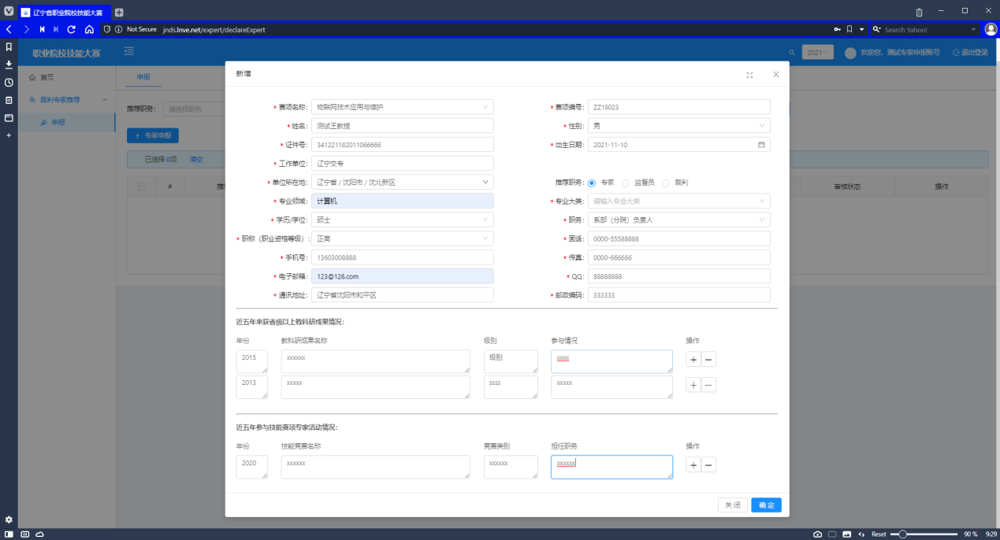 辽宁省职业院校技能大赛
Not Secure jnds.lnve.net/expert/declareExpert
Search Yahoo!
职业院校技能大赛
2021
欢迎您，测试专家申报账号
退出登录
首页
裁判专家推荐
申报
申报
推荐职务: 请选择职务
+ 专家申报
已选择 0项 清空
#
审核状态
操作
新增
* 赛项名称: 物联网技术应用与维护
* 赛项编号: ZZ19023
* 姓名: 测试王教授
* 性别: 男
* 证件号: 341221182011066666
* 出生日期: 2021-11-10
* 工作单位: 辽宁交专
* 单位所在地: 辽宁省 / 沈阳市 / 沈北新区
推荐职务: 专家 监督员 裁判
* 专业领域: 计算机
* 专业大类: 请输入专业大类
* 学历/学位: 硕士
* 职务: 系部（分院）负责人
* 职称（职业资格等级）: 正高
* 固话: 0000-55588888
* 手机号: 13603008888
* 传真: 0000-666666
* 电子邮箱: 123@126.com
* QQ: 88888888
* 通讯地址: 辽宁省沈阳市和平区
* 邮政编码: 333333
近五年来获省级以上教科研成果情况:
年份 教科研成果名称 级别 参与情况 操作
2015 xxxxxx 级别 xxxx + −
2013 xxxxx ssss xxxxx + −
近五年参与技能赛项专家活动情况:
年份 技能竞赛名称 竞赛类别 担任职务 操作
2020 xxxxxx xxxxxx xxxxxx + −
关 闭 确 定
Reset 90 % 9:29